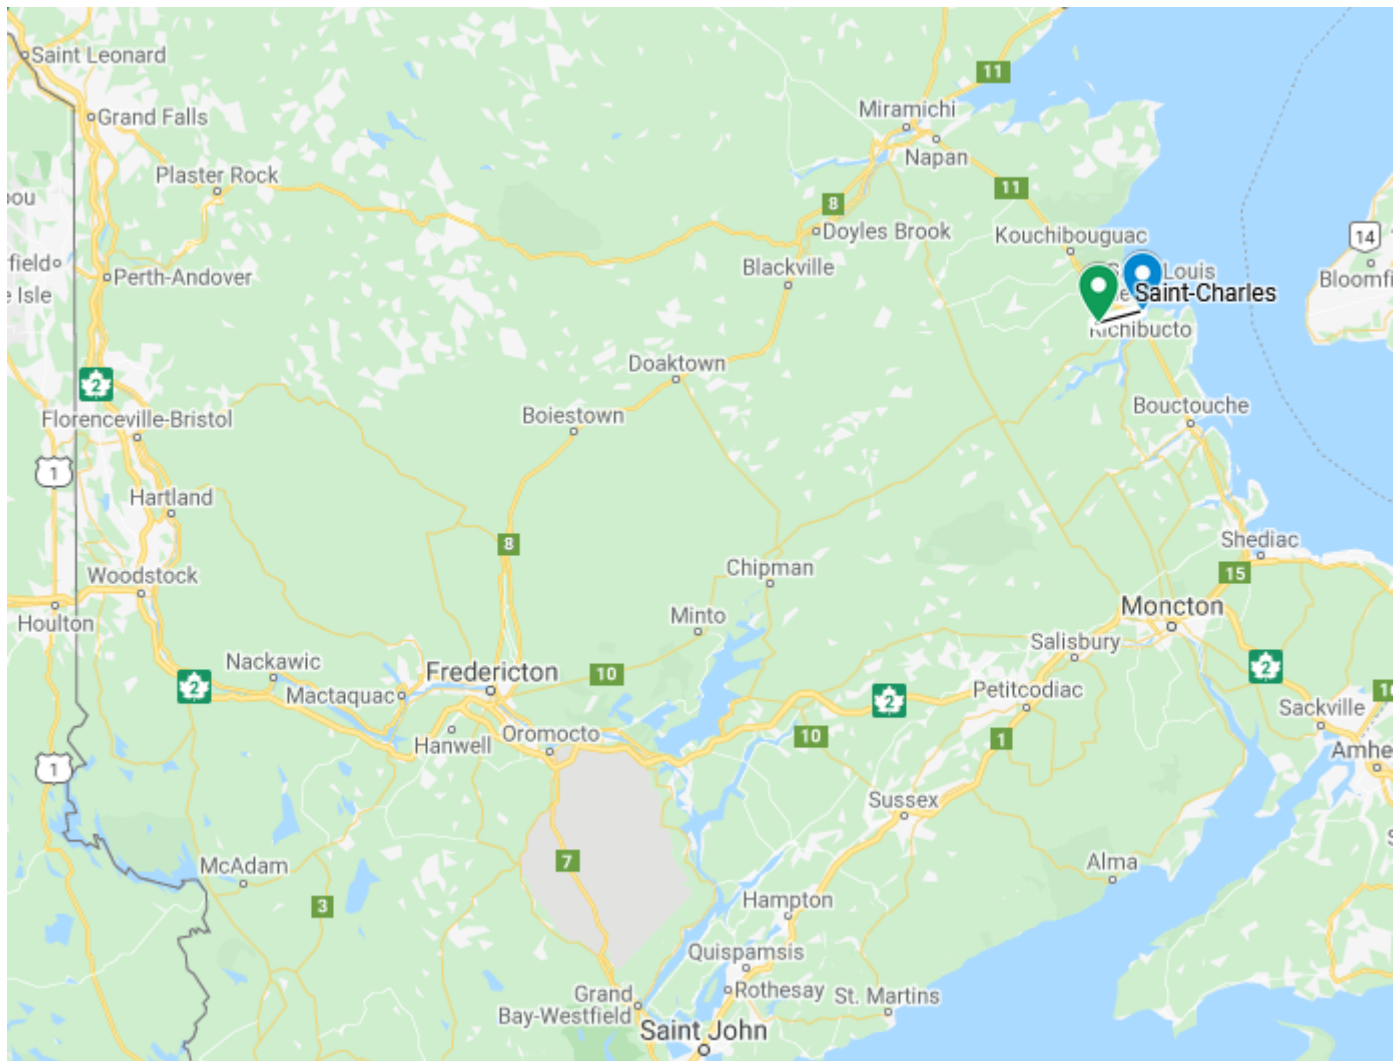 Saint Leonard
11
Grand Falls
Miramichi
Napan
Plaster Rock
11
8
Doyles Brook
Kouchibouguac
14
Perth-Andover
Blackville
Louis
Saint-Charles
Isle
Richibucto
Doaktown
2
Boiestown
Bouctouche
Florenceville-Bristol
1
Hartland
8
Shediac
Chipman
15
Woodstock
Moncton
Houlton
Minto
Salisbury
Nackawic
Fredericton
10
2
2
Mactaquac
Petitcodiac
2
Sackville
Hanwell
Oromocto
10
1
1
Sussex
7
McAdam
Alma
3
Hampton
Quispamsis
Rothesay
St. Martins
Grand
Bay-Westfield
Saint John